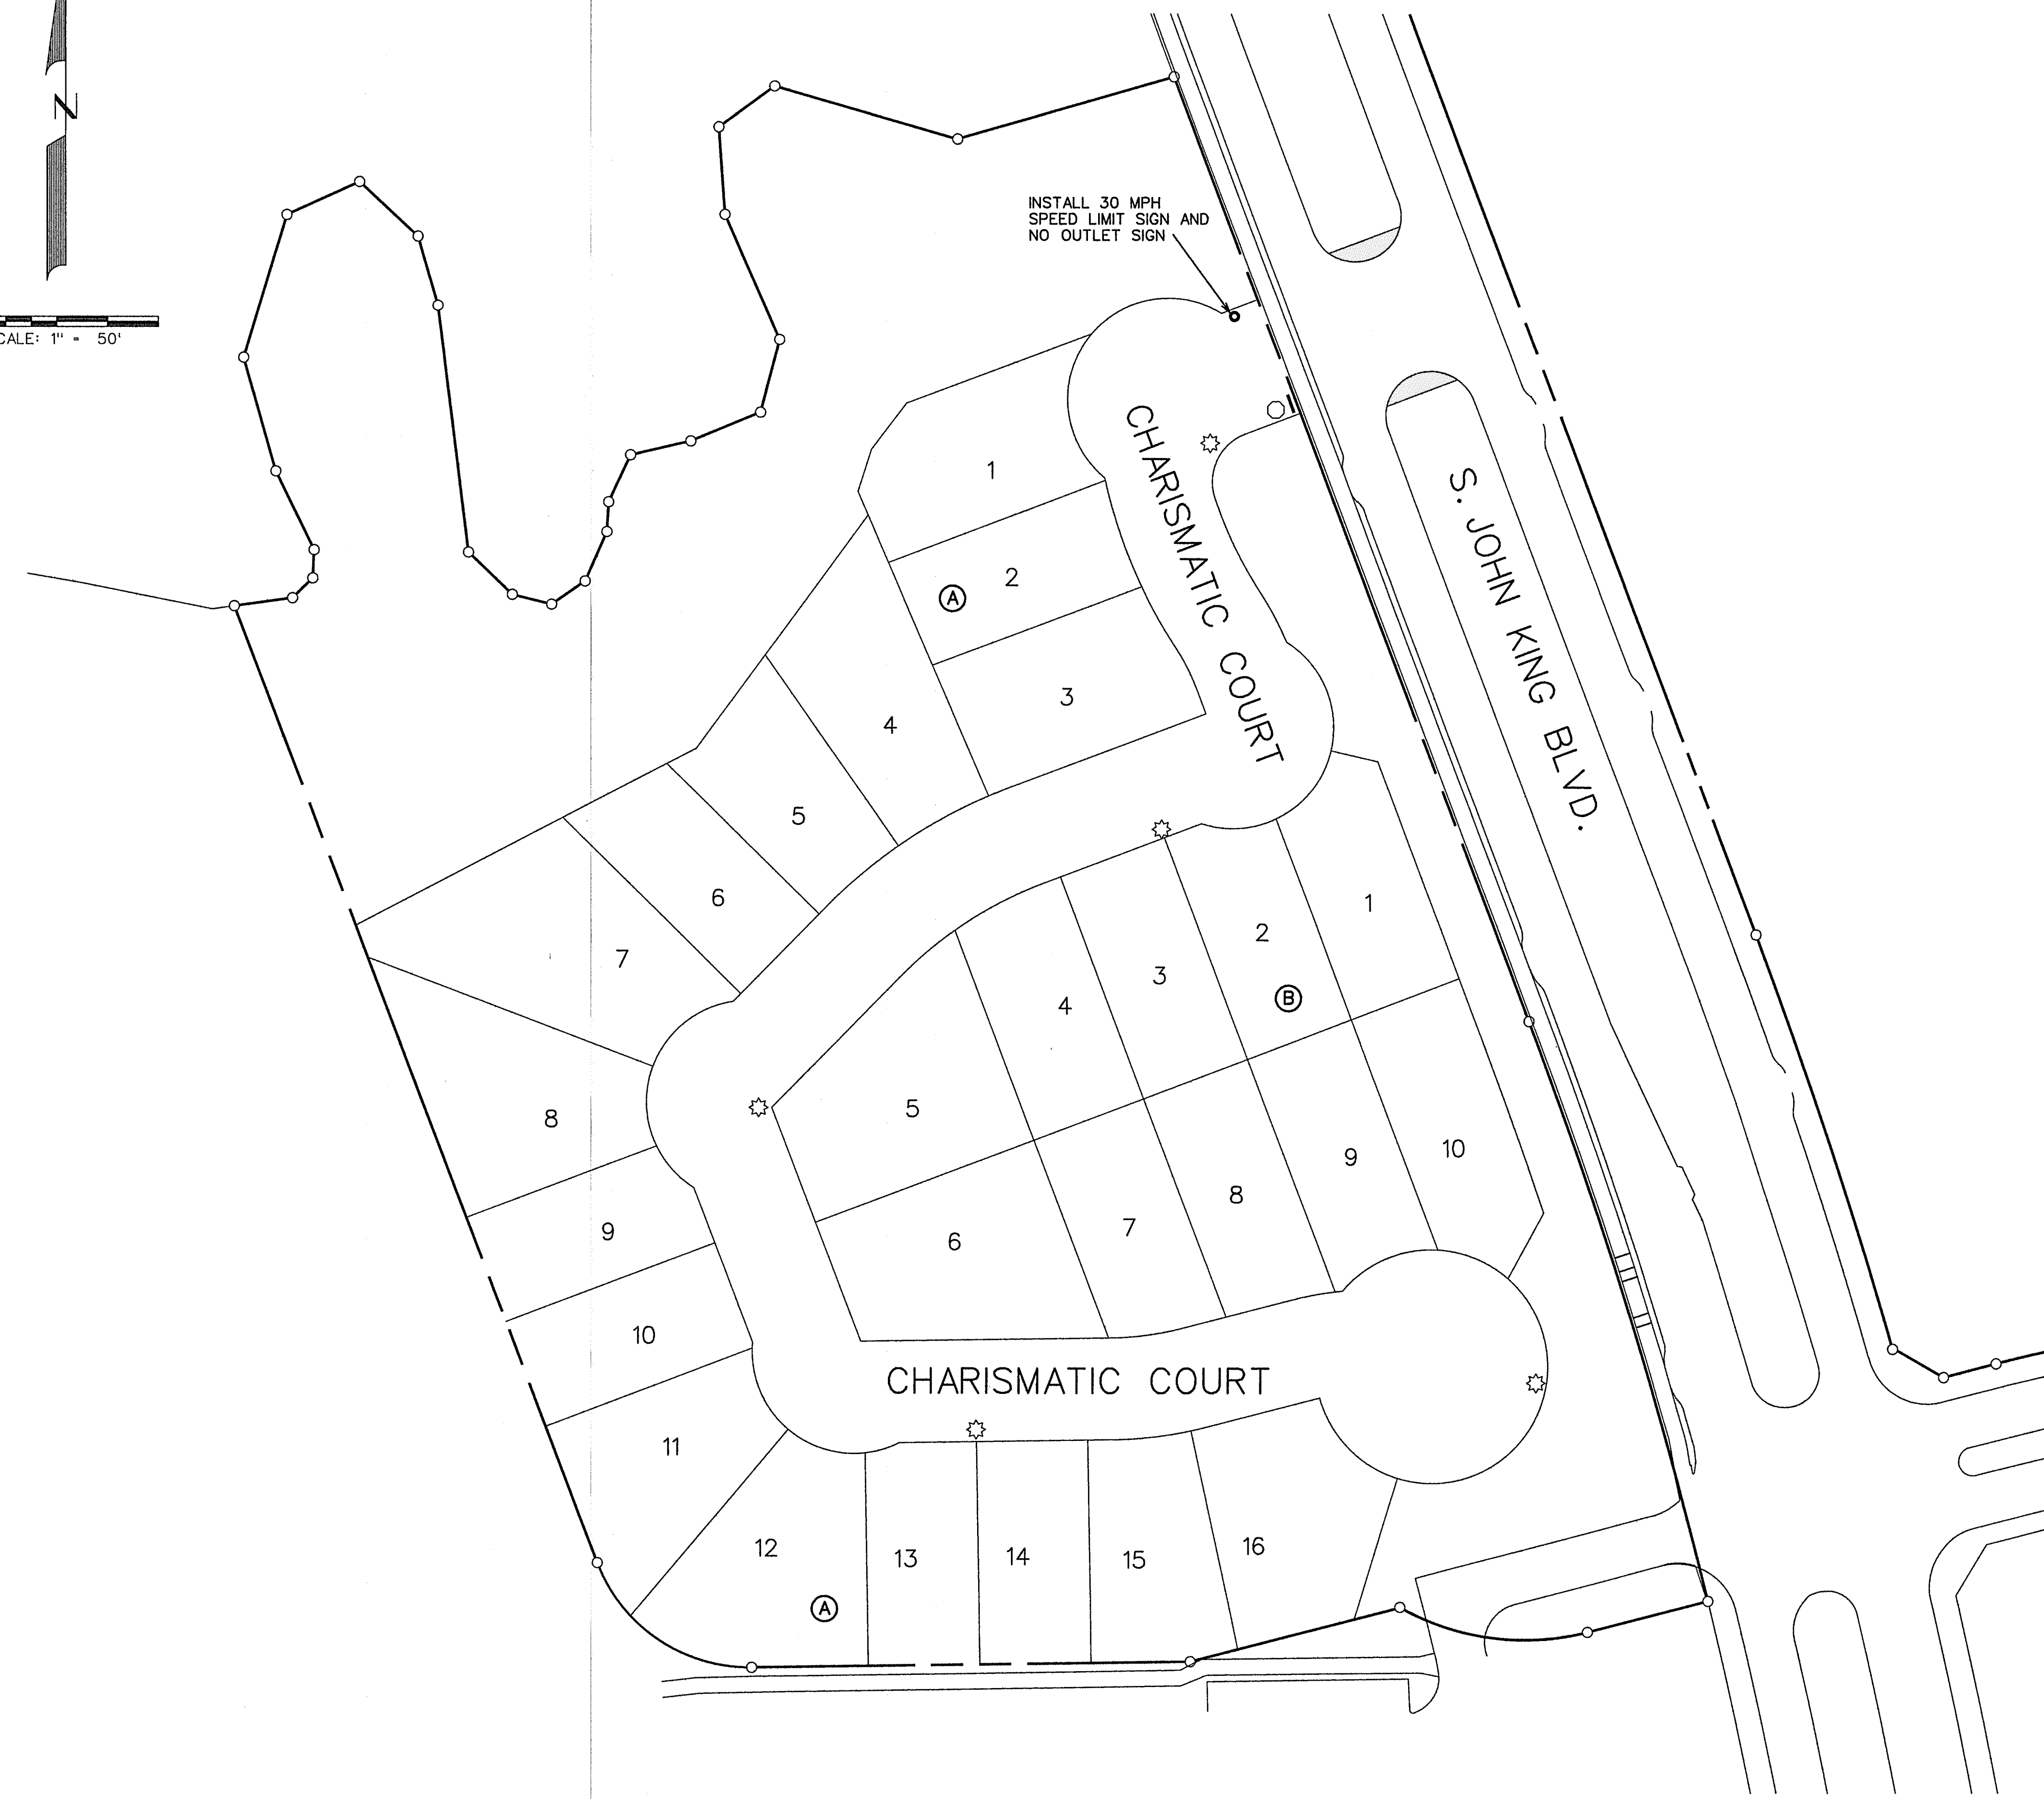 N
SCALE: 1" = 50'
INSTALL 30 MPH
SPEED LIMIT SIGN AND
NO OUTLET SIGN
CHARISMATIC COURT
S. JOHN KING BLVD.
1
2
A
3
4
5
6
7
8
9
10
11
12
A
13
14
15
16
1
2
B
3
4
5
6
7
8
9
10
CHARISMATIC COURT